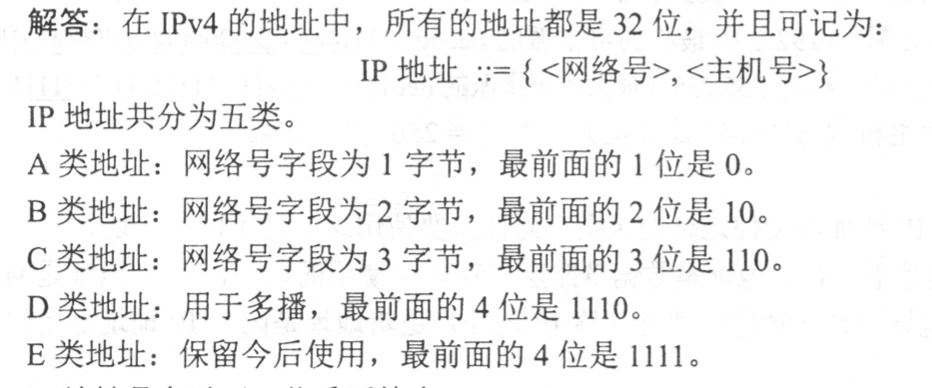 解答：在 IPv4 的地址中，所有的地址都是 32 位，并且可记为：
IP 地址 ::= { <网络号>, <主机号>}
IP 地址共分为五类。
A 类地址：网络号字段为 1 字节，最前面的 1 位是 0。
B 类地址：网络号字段为 2 字节，最前面的 2 位是 10。
C 类地址：网络号字段为 3 字节，最前面的 3 位是 110。
D 类地址：用于多播，最前面的 4 位是 1110。
E 类地址：保留今后使用，最前面的 4 位是 1111。